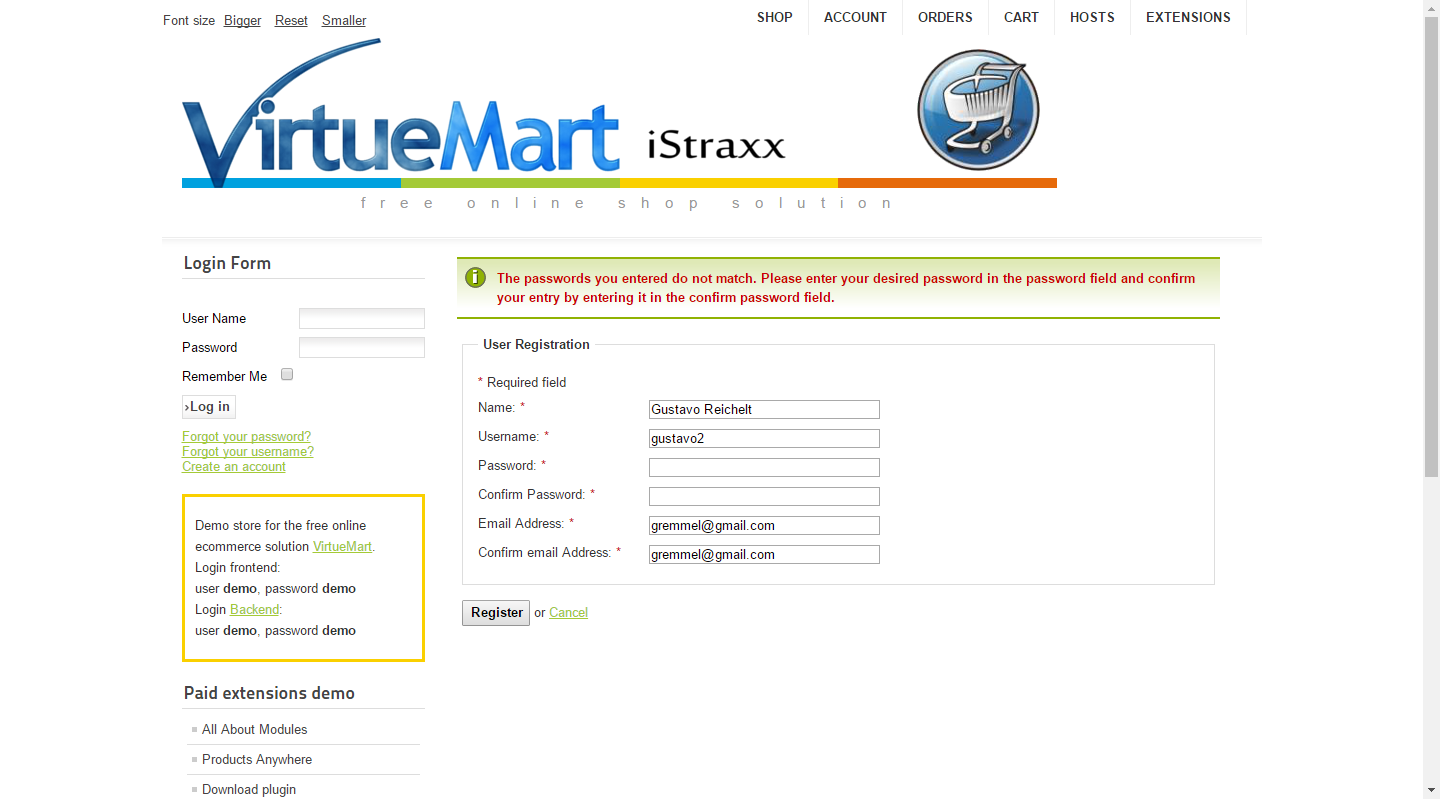 Font size Bigger Reset Smaller
SHOP ACCOUNT ORDERS CART HOSTS EXTENSIONS
VirtueMart iStraxx
free online shop solution
Login Form
User Name
Password
Remember Me
›Log in
Forgot your password?
Forgot your username?
Create an account
Demo store for the free online
ecommerce solution VirtueMart.
Login frontend:
user demo, password demo
Login Backend:
user demo, password demo
Paid extensions demo
All About Modules
Products Anywhere
Download plugin
The passwords you entered do not match. Please enter your desired password in the password field and confirm
your entry by entering it in the confirm password field.
User Registration
* Required field
Name: * Gustavo Reichelt
Username: * gustavo2
Password: *
Confirm Password: *
Email Address: * gremmel@gmail.com
Confirm email Address: * gremmel@gmail.com
Register or Cancel